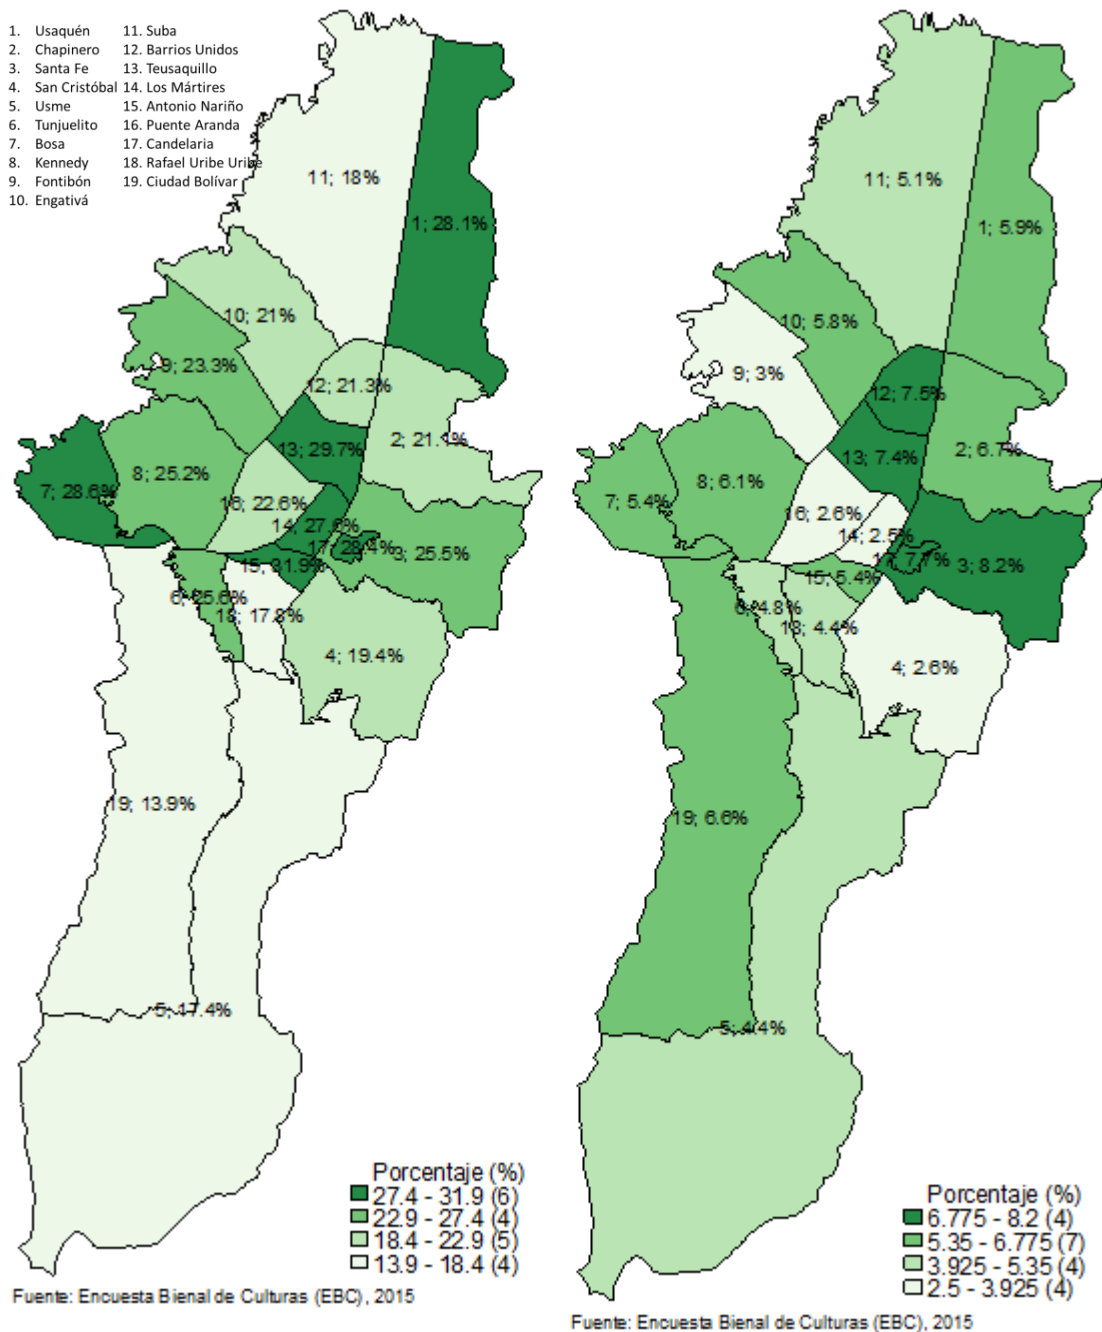 1. Usaquén
2. Chapinero
3. Santa Fe
4. San Cristóbal
5. Usme
6. Tunjuelito
7. Bosa
8. Kennedy
9. Fontibón
10. Engativá
11. Suba
12. Barrios Unidos
13. Teusaquillo
14. Los Mártires
15. Antonio Nariño
16. Puente Aranda
17. Candelaria
18. Rafael Uribe Uribe
19. Ciudad Bolívar
11; 18%
1; 28.1%
10; 21%
9; 23.3%
12; 21.3%
2; 21.1%
13; 29.7%
8; 25.2%
7; 28.6%
16; 22.6%
14; 27.6%
17; 28.4%
3; 25.5%
15; 31.9%
6; 25.6%
18; 17.8%
4; 19.4%
19; 13.9%
5; 17.4%
Porcentaje (%)
27.4 - 31.9 (6)
22.9 - 27.4 (4)
18.4 - 22.9 (5)
13.9 - 18.4 (4)
Fuente: Encuesta Bienal de Culturas (EBC), 2015
11; 5.1%
1; 5.9%
10; 5.8%
9; 3%
12; 7.5%
2; 6.7%
13; 7.4%
8; 6.1%
7; 5.4%
16; 2.6%
14; 2.5%
17; 7.7%
3; 8.2%
15; 5.4%
6; 4.8%
18; 4.4%
4; 2.6%
19; 6.6%
5; 4.4%
Porcentaje (%)
6.775 - 8.2 (4)
5.35 - 6.775 (7)
3.925 - 5.35 (4)
2.5 - 3.925 (4)
Fuente: Encuesta Bienal de Culturas (EBC), 2015